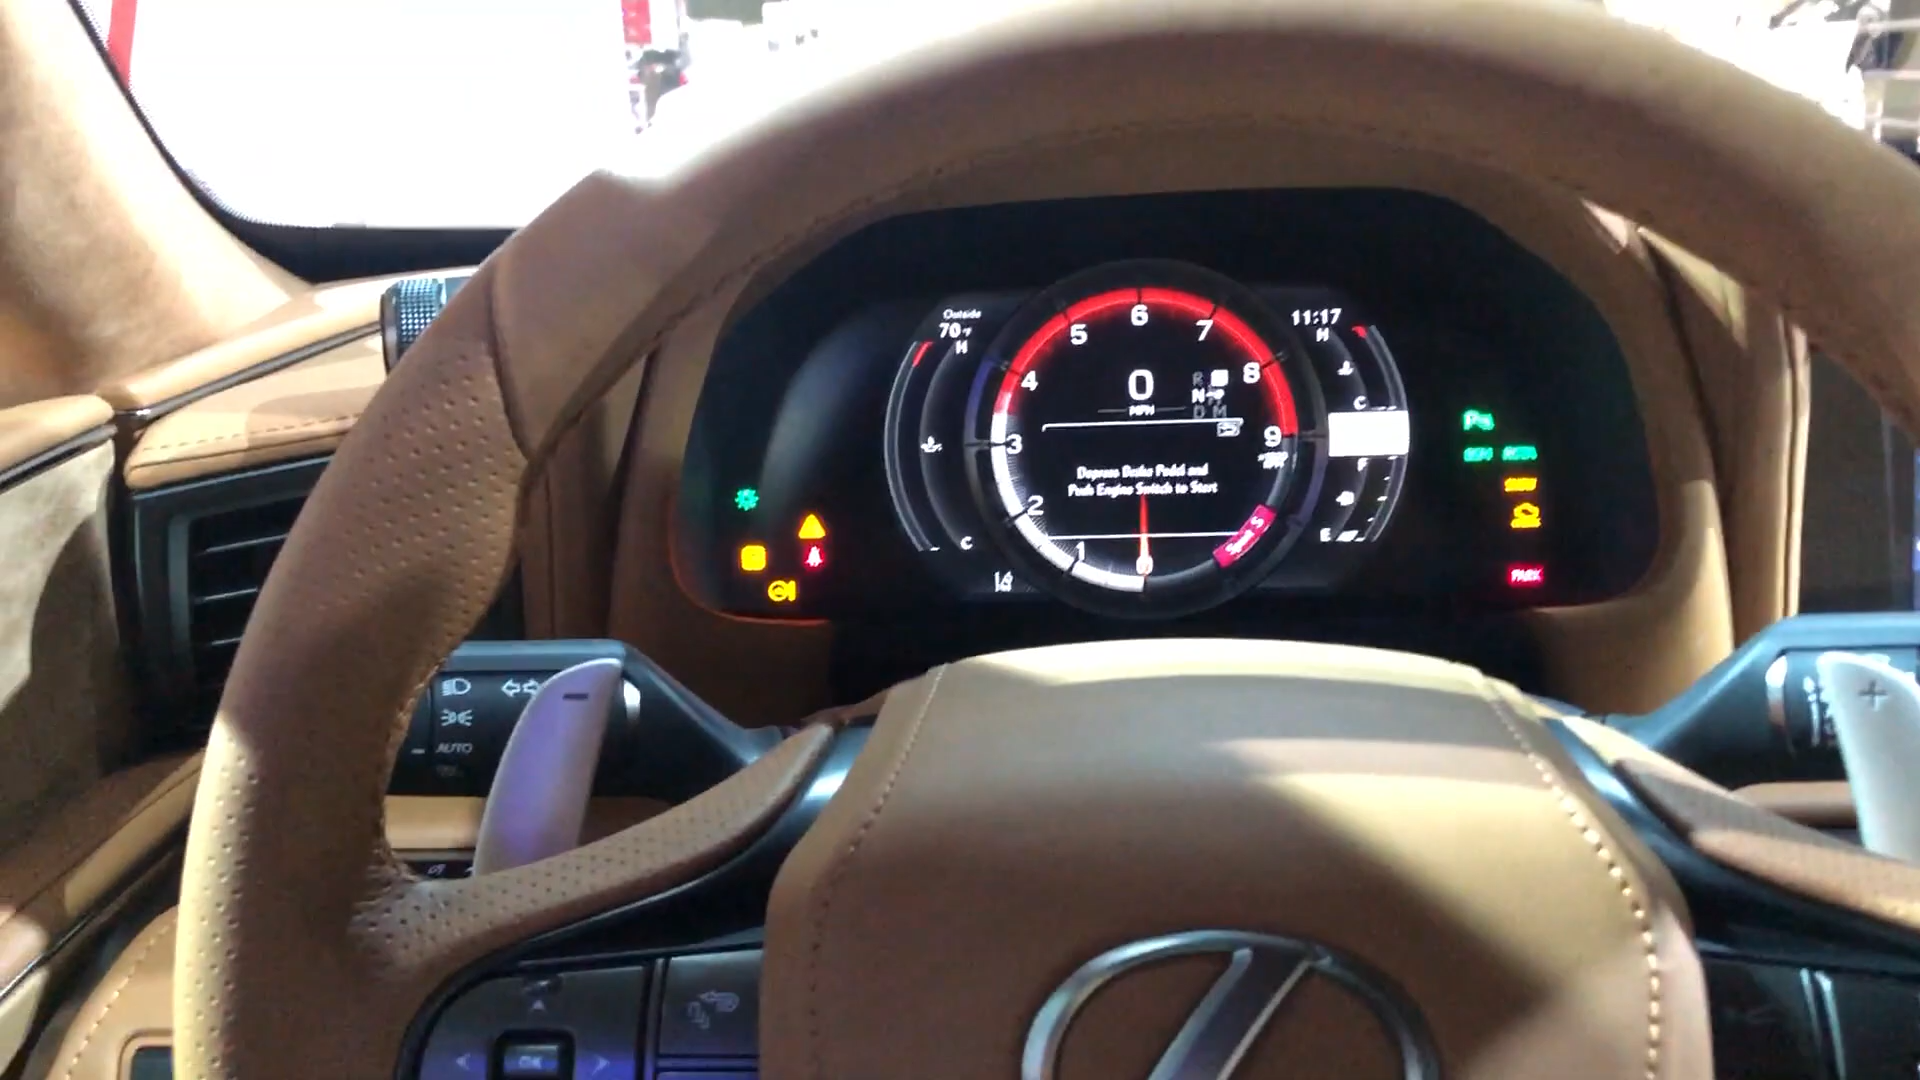 Outside
70
H
C
11:17
H
C
F
E
0
1
2
3
4
5
6
7
8
9
0
MPH
R
N
D M
Depress Brake Pedal and
Push Engine Switch to Start
Sport S
PARK
AUTO
OK